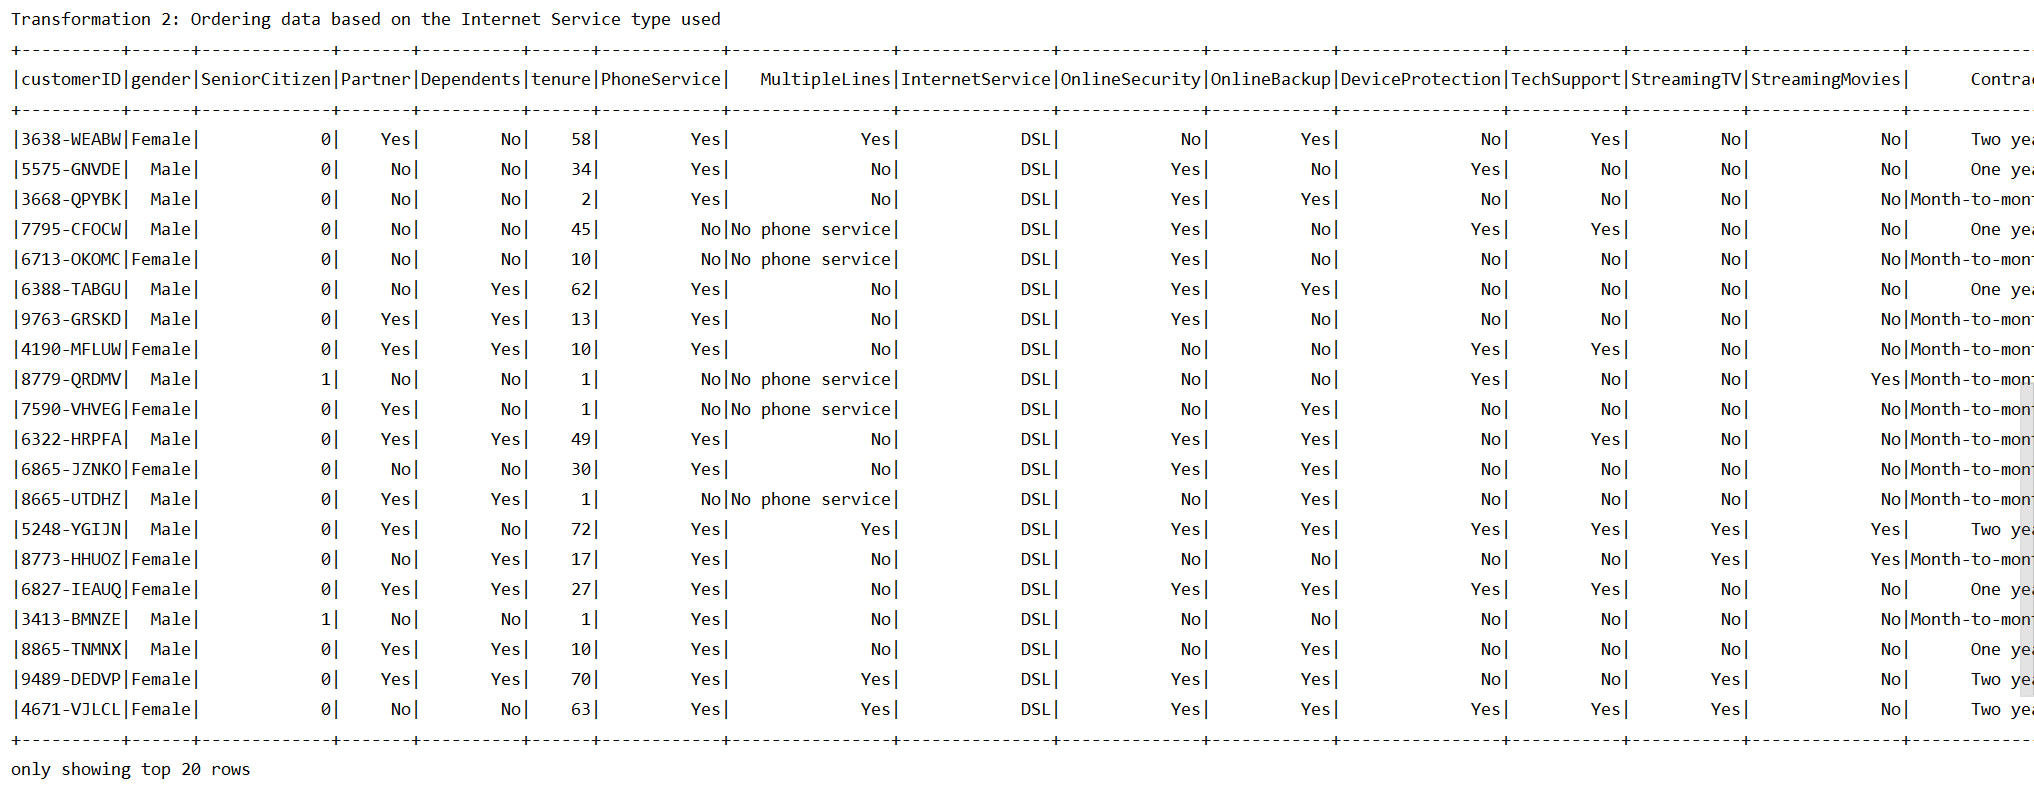 Transformation 2: Ordering data based on the Internet Service type used
+----------+------+-------------+-------+----------+------+------------+----------------+---------------+--------------+------------+----------------+-----------+-----------+---------------+------------
|customerID|gender|SeniorCitizen|Partner|Dependents|tenure|PhoneService|   MultipleLines|InternetService|OnlineSecurity|OnlineBackup|DeviceProtection|TechSupport|StreamingTV|StreamingMovies|      Contrac
+----------+------+-------------+-------+----------+------+------------+----------------+---------------+--------------+------------+----------------+-----------+-----------+---------------+------------
|3638-WEABW|Female|            0|    Yes|        No|    58|         Yes|             Yes|            DSL|            No|         Yes|              No|        Yes|         No|             No|      Two yea
|5575-GNVDE|  Male|            0|     No|        No|    34|         Yes|              No|            DSL|           Yes|          No|             Yes|         No|         No|             No|      One yea
|3668-QPYBK|  Male|            0|     No|        No|     2|         Yes|              No|            DSL|           Yes|         Yes|              No|         No|         No|             No|Month-to-mont
|7795-CFOCW|  Male|            0|     No|        No|    45|          No|No phone service|            DSL|           Yes|          No|             Yes|        Yes|         No|             No|      One yea
|6713-OKOMC|Female|            0|     No|        No|    10|          No|No phone service|            DSL|           Yes|          No|              No|         No|         No|             No|Month-to-mont
|6388-TABGU|  Male|            0|     No|       Yes|    62|         Yes|              No|            DSL|           Yes|         Yes|              No|         No|         No|             No|      One yea
|9763-GRSKD|  Male|            0|    Yes|       Yes|    13|         Yes|              No|            DSL|           Yes|          No|              No|         No|         No|             No|Month-to-mont
|4190-MFLUW|Female|            0|    Yes|       Yes|    10|         Yes|              No|            DSL|            No|          No|             Yes|        Yes|         No|             No|Month-to-mont
|8779-QRDMV|  Male|            1|     No|        No|     1|          No|No phone service|            DSL|            No|          No|             Yes|         No|         No|            Yes|Month-to-mont
|7590-VHVEG|Female|            0|    Yes|        No|     1|          No|No phone service|            DSL|            No|         Yes|              No|         No|         No|             No|Month-to-mont
|6322-HRPFA|  Male|            0|    Yes|       Yes|    49|         Yes|              No|            DSL|           Yes|         Yes|              No|        Yes|         No|             No|Month-to-mont
|6865-JZNKO|Female|            0|     No|        No|    30|         Yes|              No|            DSL|           Yes|         Yes|              No|         No|         No|             No|Month-to-mont
|8665-UTDHZ|  Male|            0|    Yes|       Yes|     1|          No|No phone service|            DSL|            No|         Yes|              No|         No|         No|             No|Month-to-mont
|5248-YGIJN|  Male|            0|    Yes|        No|    72|         Yes|             Yes|            DSL|           Yes|         Yes|             Yes|        Yes|        Yes|            Yes|      Two yea
|8773-HHUOZ|Female|            0|     No|       Yes|    17|         Yes|              No|            DSL|            No|          No|              No|         No|        Yes|            Yes|Month-to-mont
|6827-IEAUQ|Female|            0|    Yes|       Yes|    27|         Yes|              No|            DSL|           Yes|         Yes|             Yes|        Yes|         No|             No|      One yea
|3413-BMNZE|  Male|            1|     No|        No|     1|         Yes|              No|            DSL|            No|          No|              No|         No|         No|             No|Month-to-mont
|8865-TNMNX|  Male|            0|    Yes|       Yes|    10|         Yes|              No|            DSL|            No|         Yes|              No|         No|         No|             No|      One yea
|9489-DEDVP|Female|            0|    Yes|       Yes|    70|         Yes|             Yes|            DSL|           Yes|         Yes|              No|         No|        Yes|             No|      Two yea
|4671-VJLCL|Female|            0|     No|        No|    63|         Yes|             Yes|            DSL|           Yes|         Yes|             Yes|        Yes|        Yes|             No|      Two yea
+----------+------+-------------+-------+----------+------+------------+----------------+---------------+--------------+------------+----------------+-----------+-----------+---------------+------------
only showing top 20 rows